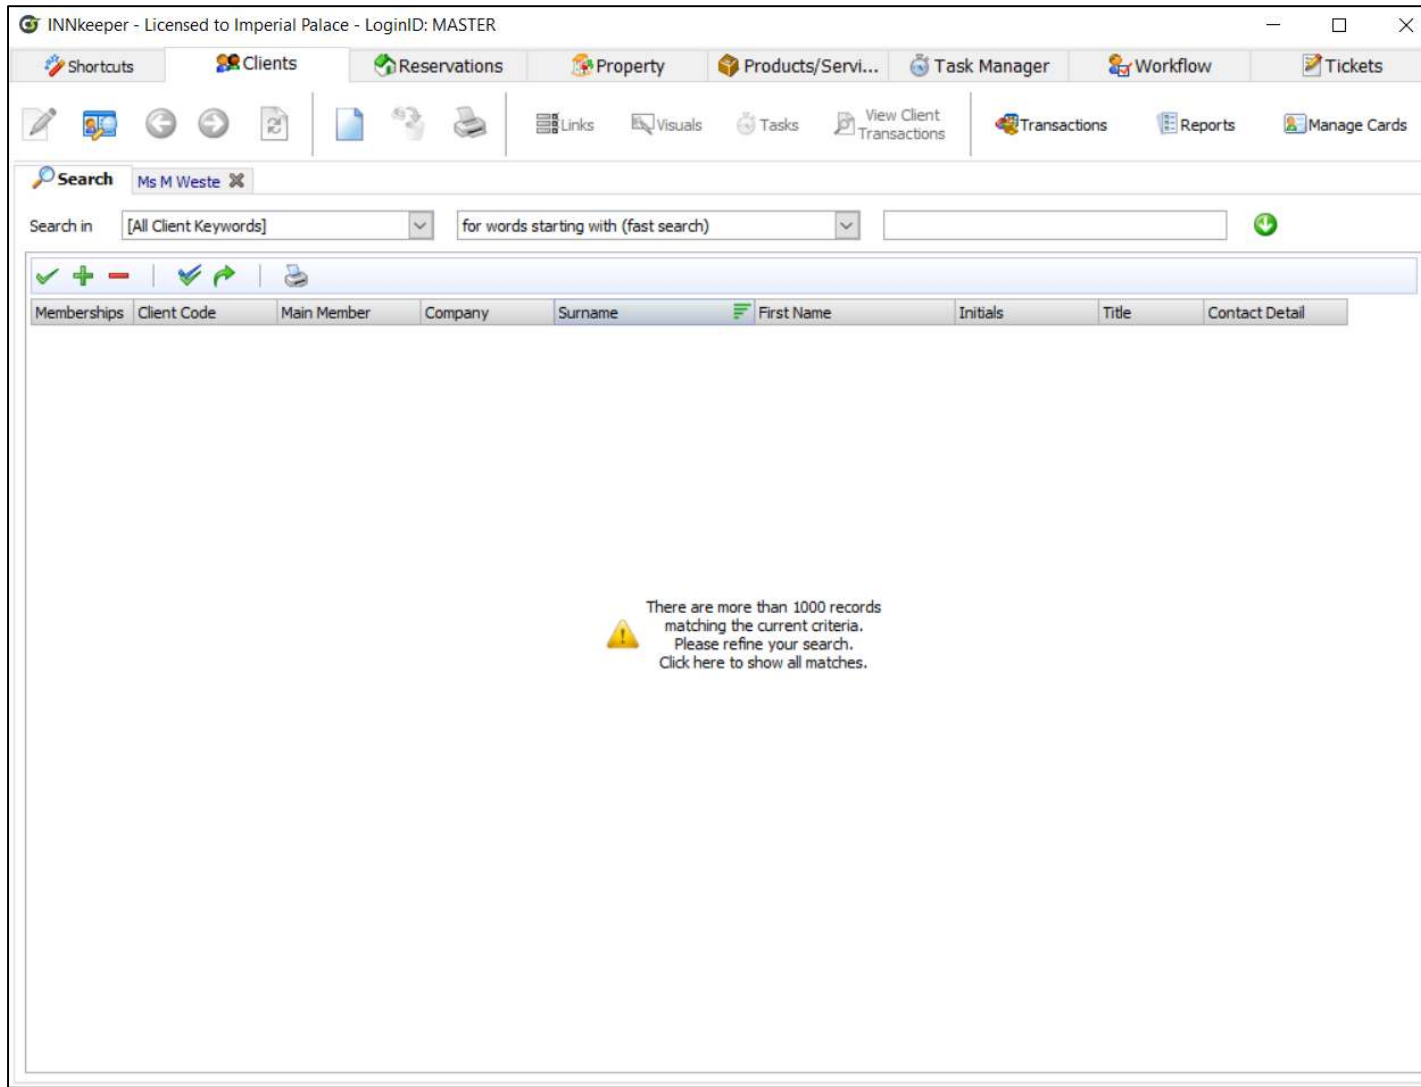 INNkeeper - Licensed to Imperial Palace - LoginID: MASTER
Shortcuts Clients Reservations Property Products/Servi... Task Manager Workflow Tickets
Links Visuals Tasks View Client Transactions Transactions Reports Manage Cards
Search Ms M Weste
Search in [All Client Keywords] for words starting with (fast search)
Memberships Client Code Main Member Company Surname First Name Initials Title Contact Detail
There are more than 1000 records
matching the current criteria.
Please refine your search.
Click here to show all matches.